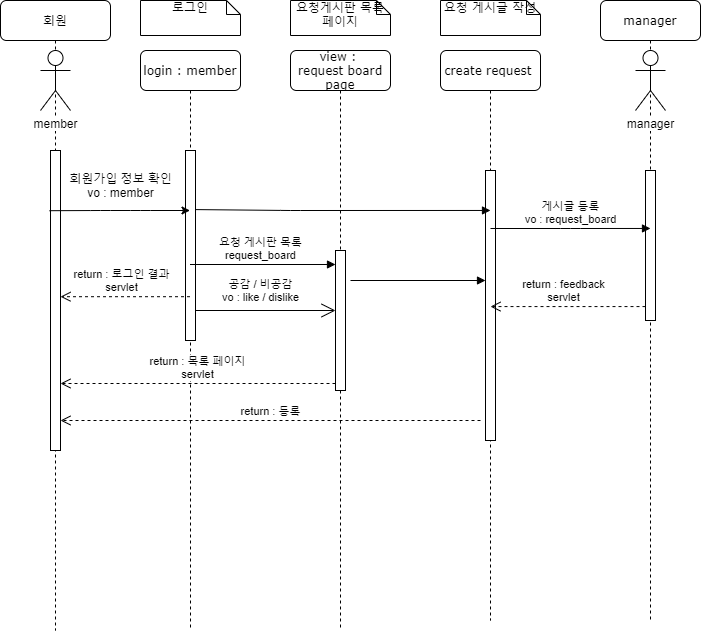 회원
로그인
요청게시판 목록
페이지
요청 게시글 작성
manager
login : member
view :
request board
page
create request
member
manager
회원가입 정보 확인
vo : member
게시글 등록
vo : request_board
요청 게시판 목록
request_board
return : 로그인 결과
servlet
공감 / 비공감
vo : like / dislike
return : feedback
servlet
return : 목록 페이지
servlet
return : 등록